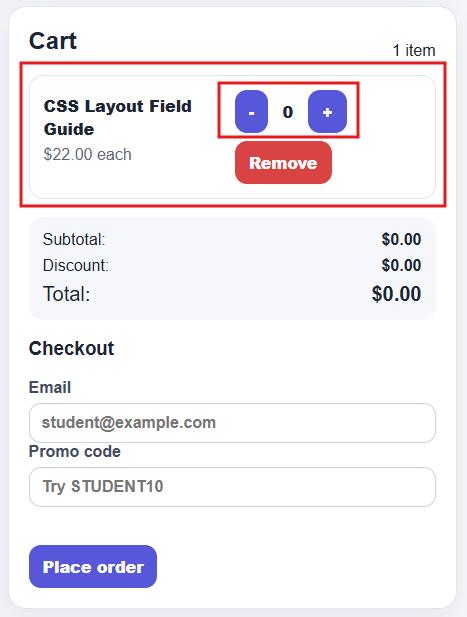 Cart
1 item
CSS Layout Field
Guide
$22.00 each
- 0 +
Remove
Subtotal: $0.00
Discount: $0.00
Total: $0.00
Checkout
Email
student@example.com
Promo code
Try STUDENT10
Place order